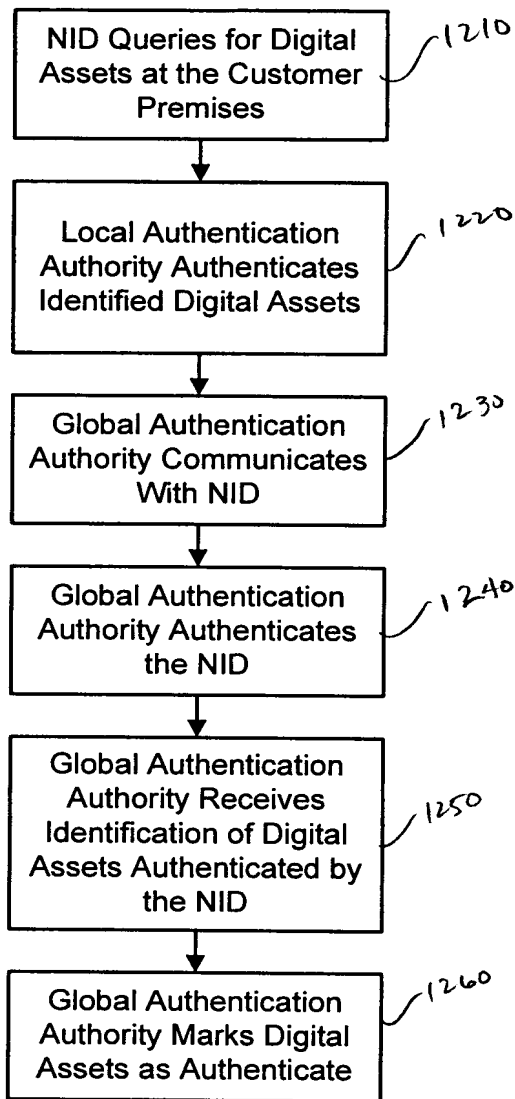 NID Queries for Digital
Assets at the Customer
Premises
1210
Local Authentication
Authority Authenticates
Identified Digital Assets
1220
Global Authentication
Authority Communicates
With NID
1230
Global Authentication
Authority Authenticates
the NID
1240
Global Authentication
Authority Receives
Identification of Digital
Assets Authenticated by
the NID
1250
Global Authentication
Authority Marks Digital
Assets as Authenticate
1260